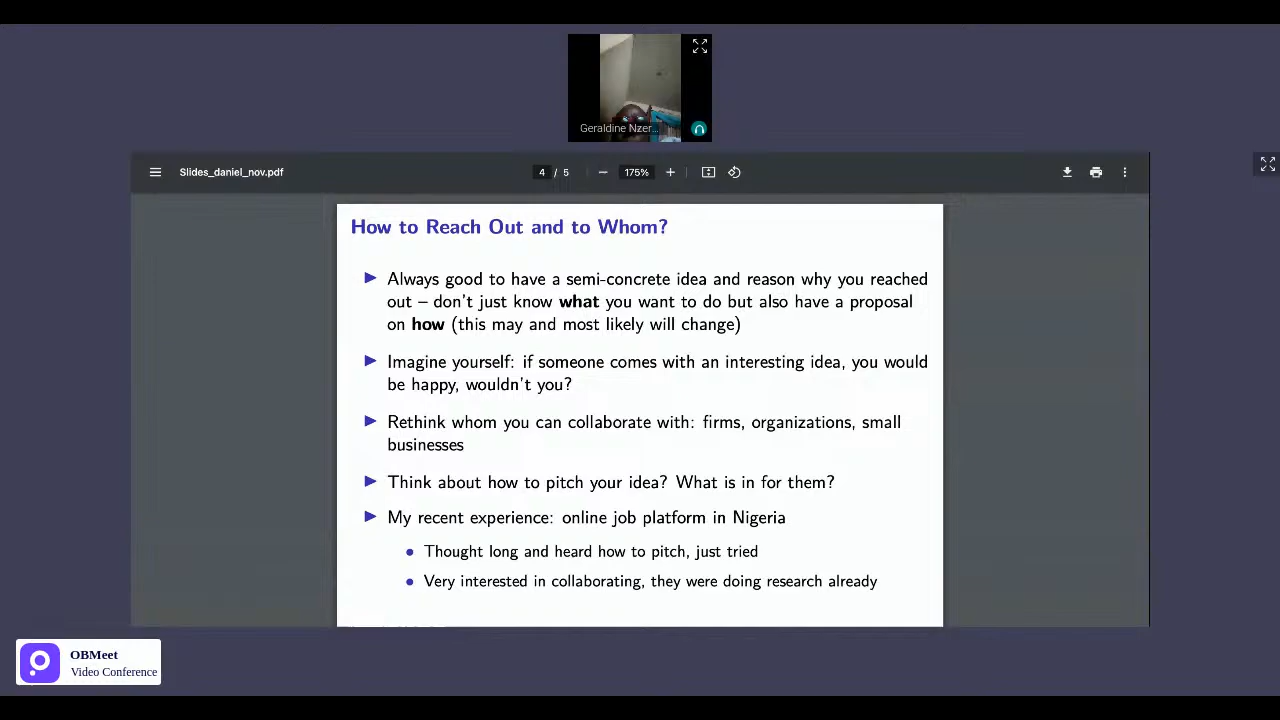 Geraldine Nzer...
Slides_daniel_nov.pdf
4 / 5
175%
How to Reach Out and to Whom?
Always good to have a semi-concrete idea and reason why you reached
out – don't just know what you want to do but also have a proposal
on how (this may and most likely will change)
Imagine yourself: if someone comes with an interesting idea, you would
be happy, wouldn't you?
Rethink whom you can collaborate with: firms, organizations, small
businesses
Think about how to pitch your idea? What is in for them?
My recent experience: online job platform in Nigeria
Thought long and heard how to pitch, just tried
Very interested in collaborating, they were doing research already
OBMeet
Video Conference